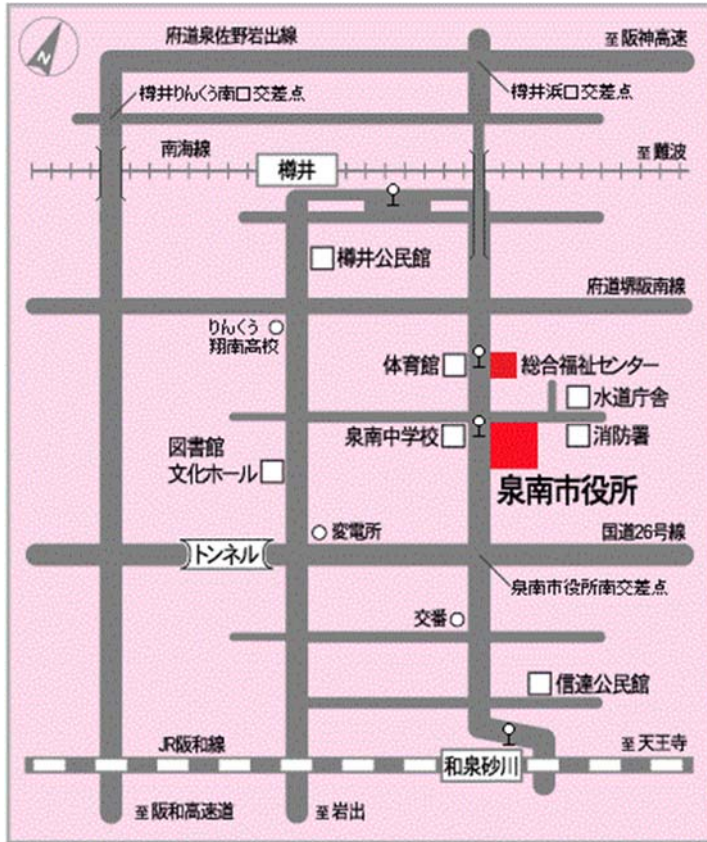 N
府道泉佐野岩出線
至阪神高速
樽井りんくう南口交差点
樽井浜口交差点
南海線
樽井
至難波
樽井公民館
府道堺阪南線
りんくう
翔南高校
体育館
総合福祉センター
水道庁舎
泉南中学校
消防署
図書館
文化ホール
泉南市役所
変電所
国道26号線
トンネル
泉南市役所南交差点
交番
信達公民館
JR阪和線
和泉砂川
至天王寺
至阪和高速道
至岩出